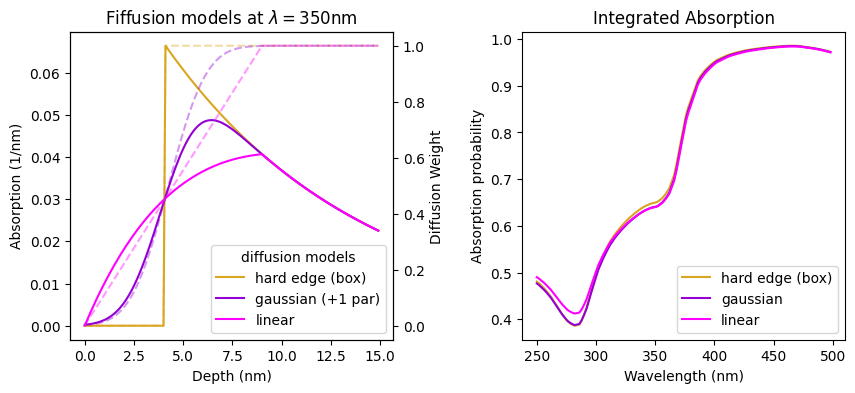 Fiffusion models at λ = 350nm
Absorption (1/nm)
0.06
0.05
0.04
0.03
0.02
0.01
0.00
0.0 2.5 5.0 7.5 10.0 12.5 15.0
Depth (nm)
1.0
0.8
0.6
0.4
0.2
0.0
Diffusion Weight
diffusion models
hard edge (box)
gaussian (+1 par)
linear
Integrated Absorption
Absorption probability
1.0
0.9
0.8
0.7
0.6
0.5
0.4
250 300 350 400 450 500
Wavelength (nm)
hard edge (box)
gaussian
linear